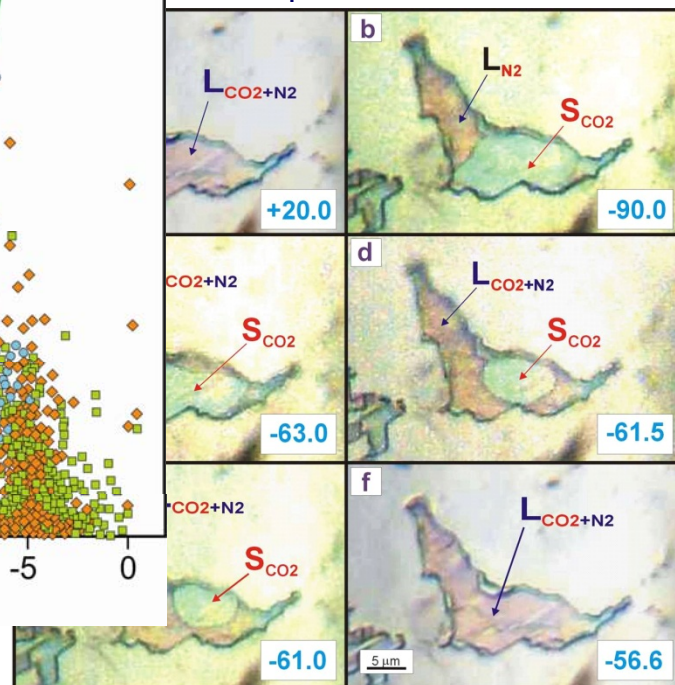 b
L CO2+N2
L N2
S CO2
+20.0
-90.0
d
CO2+N2
L CO2+N2
S CO2
S CO2
-63.0
-61.5
f
CO2+N2
L CO2+N2
S CO2
-5
0
-61.0
5 µm
-56.6